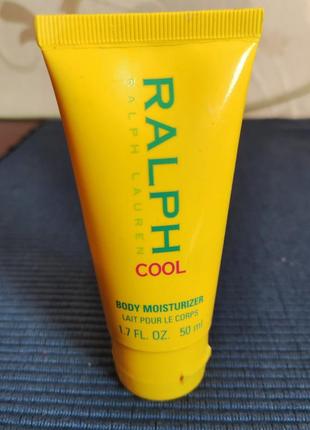 RALPH
RALPH LAUREN
COOL
BODY MOISTURIZER
LAIT POUR LE CORPS
1.7 FL. OZ. 50 ml